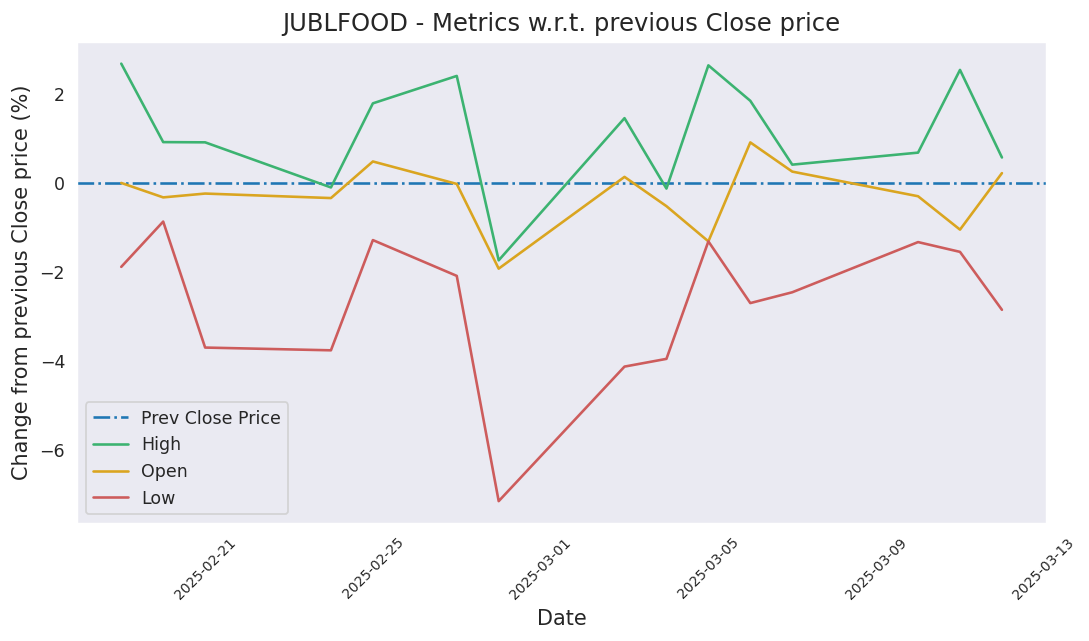 JUBLFOOD - Metrics w.r.t. previous Close price
Change from previous Close price (%)
2
0
−2
−4
−6
Prev Close Price
High
Open
Low
2025-02-21
2025-02-25
2025-03-01
2025-03-05
2025-03-09
2025-03-13
Date